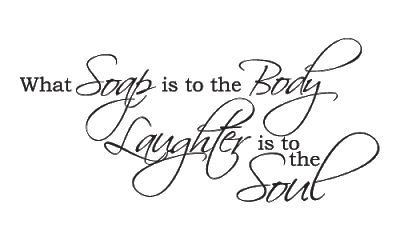 What Soap is to the Body
Laughter is to
the
Soul